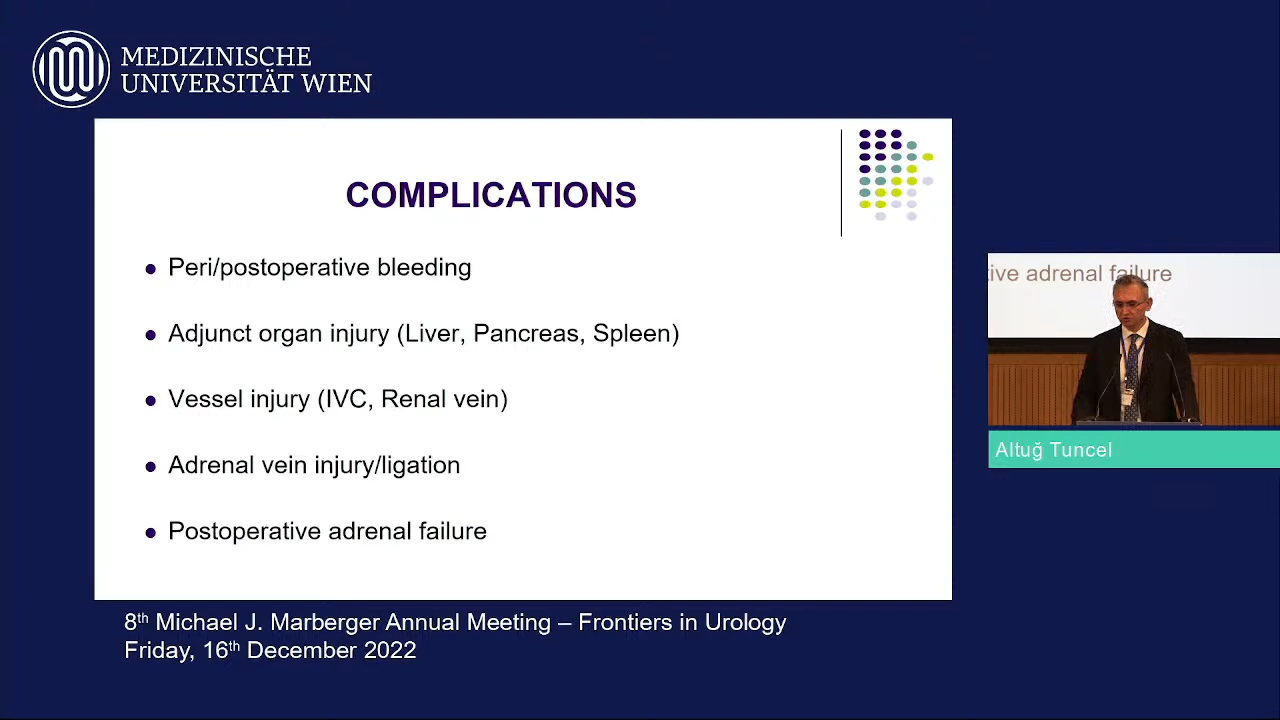 MEDIZINISCHE
UNIVERSITÄT WIEN
COMPLICATIONS
● Peri/postoperative bleeding
● Adjunct organ injury (Liver, Pancreas, Spleen)
● Vessel injury (IVC, Renal vein)
● Adrenal vein injury/ligation
● Postoperative adrenal failure
tive adrenal failure
Altuğ Tuncel
8th Michael J. Marberger Annual Meeting – Frontiers in Urology
Friday, 16th December 2022